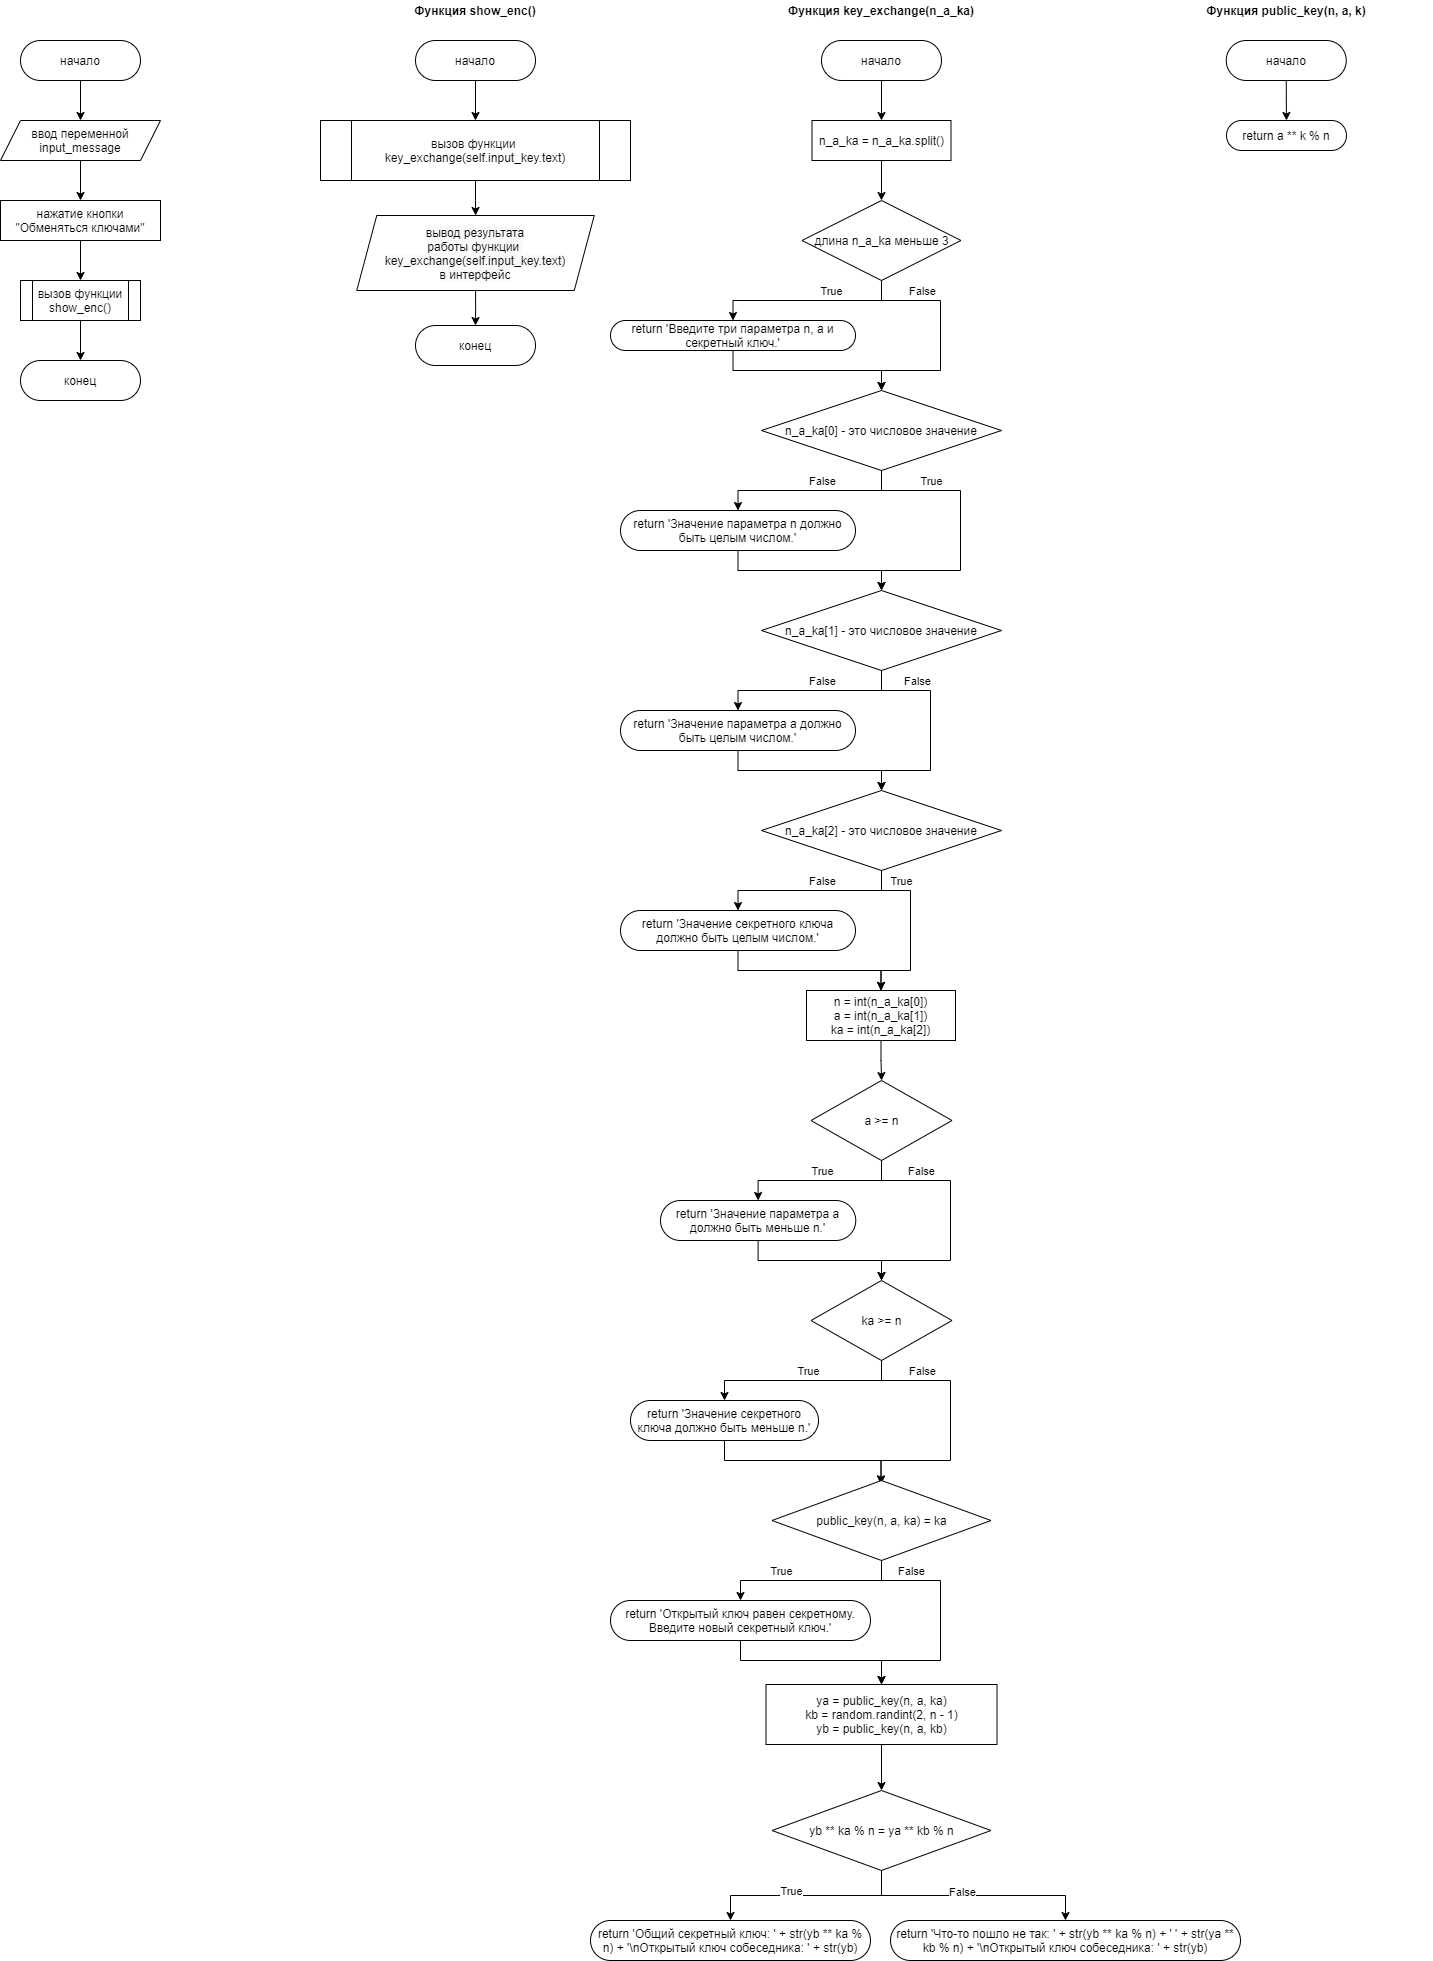 начало
ввод переменной
input_message
нажатие кнопки
"Обменяться ключами"
вызов функции
show_enc()
конец
Функция show_enc()
начало
вызов функции
key_exchange(self.input_key.text)
вывод результата
работы функции
key_exchange(self.input_key.text)
в интерфейс
конец
Функция key_exchange(n_a_ka)
начало
n_a_ka = n_a_ka.split()
длина n_a_ka меньше 3
True
False
return 'Введите три параметра n, a и
секретный ключ.'
n_a_ka[0] - это числовое значение
False
True
return 'Значение параметра n должно
быть целым числом.'
n_a_ka[1] - это числовое значение
False
False
return 'Значение параметра a должно
быть целым числом.'
n_a_ka[2] - это числовое значение
False
True
return 'Значение секретного ключа
должно быть целым числом.'
n = int(n_a_ka[0])
a = int(n_a_ka[1])
ka = int(n_a_ka[2])
a >= n
True
False
return 'Значение параметра a
должно быть меньше n.'
ka >= n
True
False
return 'Значение секретного
ключа должно быть меньше n.'
public_key(n, a, ka) = ka
True
False
return 'Открытый ключ равен секретному.
Введите новый секретный ключ.'
ya = public_key(n, a, ka)
kb = random.randint(2, n - 1)
yb = public_key(n, a, kb)
yb ** ka % n = ya ** kb % n
True
False
return 'Общий секретный ключ: ' + str(yb ** ka %
n) + '\nОткрытый ключ собеседника: ' + str(yb)
return 'Что-то пошло не так: ' + str(yb ** ka % n) + ' ' + str(ya **
kb % n) + '\nОткрытый ключ собеседника: ' + str(yb)
Функция public_key(n, a, k)
начало
return a ** k % n